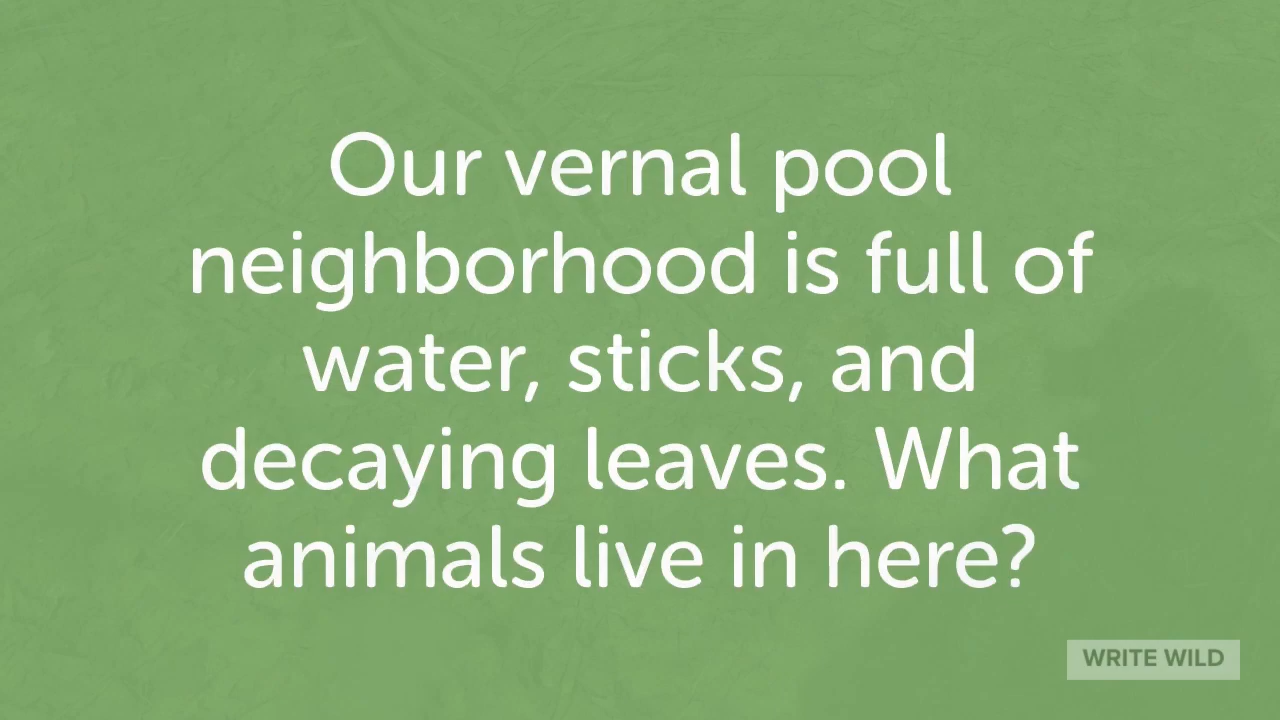 Our vernal pool
neighborhood is full of
water, sticks, and
decaying leaves. What
animals live in here?
WRITE WILD